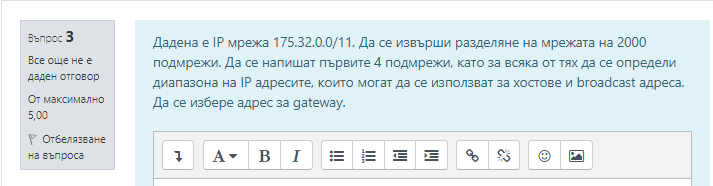 Въпрос 3
Все още не е
даден отговор
От максимално
5,00
Отбелязване
на въпроса
Дадена е IP мрежа 175.32.0.0/11. Да се извърши разделяне на мрежата на 2000
подмрежи. Да се напишат първите 4 подмрежи, като за всяка от тях да се определи
диапазона на IP адресите, които могат да се използват за хостове и broadcast адреса.
Да се избере адрес за gateway.
A B I